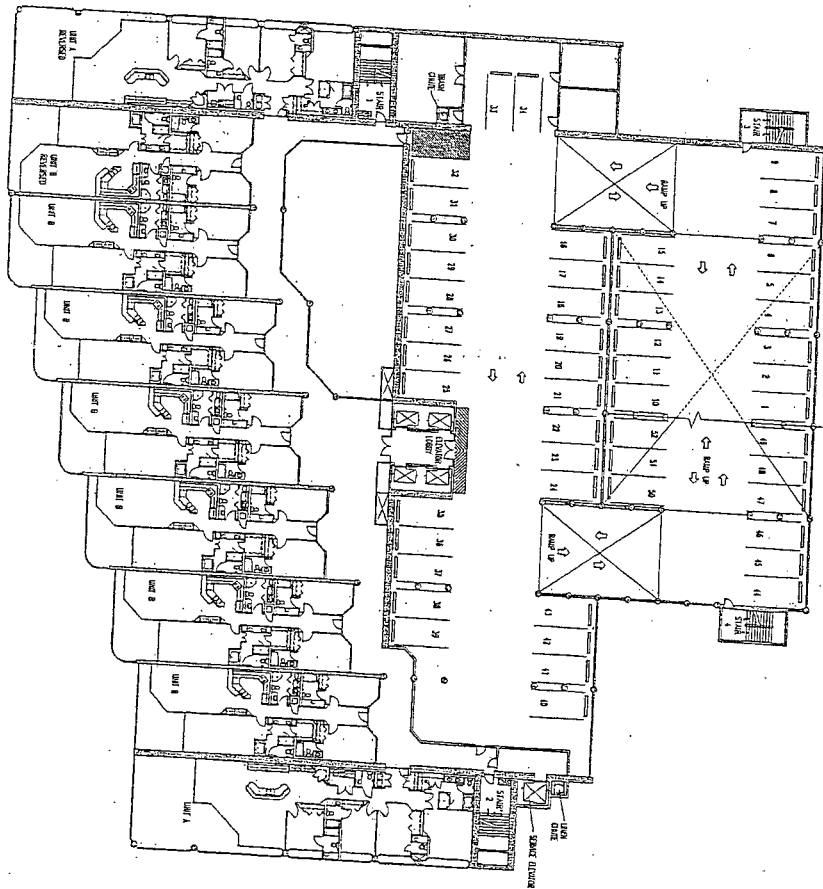 UNIT A
REVERSED
UNIT B
REVERSED
UNIT B
UNIT B
UNIT B
UNIT B
UNIT B
UNIT B
UNIT A
STAIR
1
TRASH
CHUTE
33
34
32
31
30
29
28
27
26
25
ELEVATOR
LOBBY
35
36
37
38
39
STAIR
2
SERVICE ELEVATOR
LINEN
CHUTE
RAMP UP
16
17
18
19
20
21
22
23
24
RAMP UP
43
42
41
40
15
14
13
12
11
10
52
51
50
RAMP UP
STAIR
9
8
7
6
5
4
3
2
1
49
48
47
46
45
44
STAIR
4